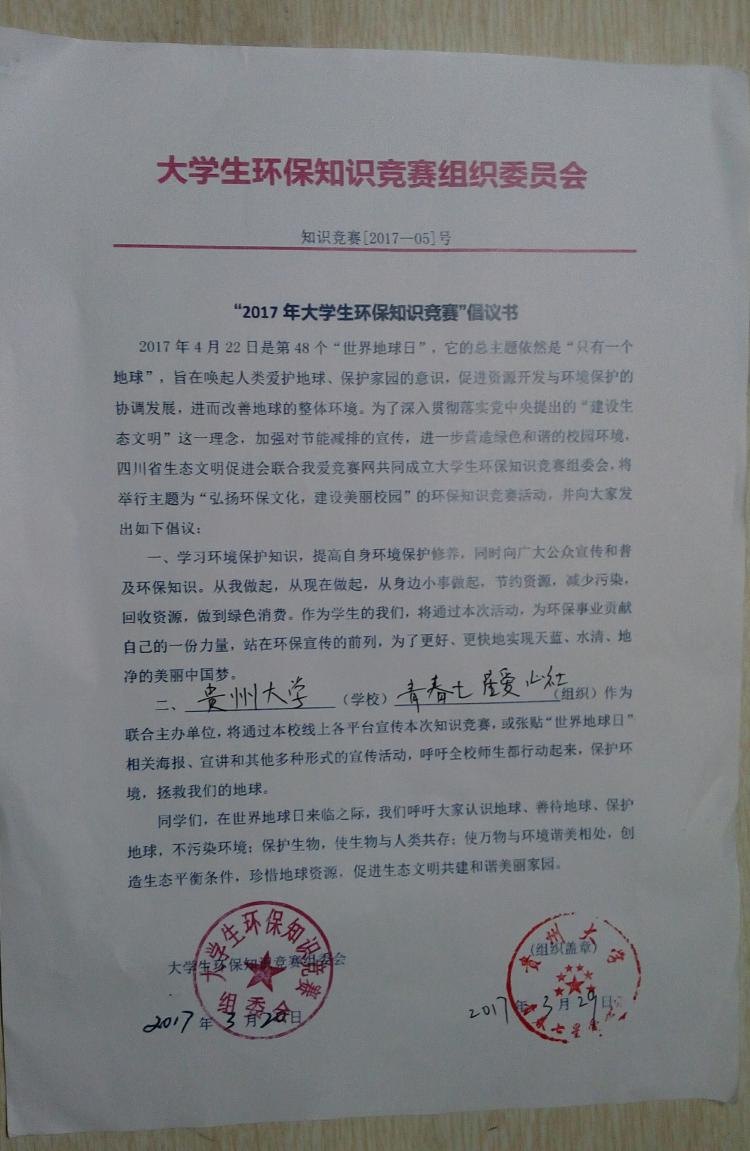 大学生环保知识竞赛组织委员会
知识竞赛[2017—05]号
“2017 年大学生环保知识竞赛”倡议书
2017 年 4 月 22 日是第 48 个“世界地球日”，它的总主题依然是“只有一个
地球”，旨在唤起人类爱护地球、保护家园的意识，促进资源开发与环境保护的
协调发展，进而改善地球的整体环境。为了深入贯彻落实党中央提出的“建设生
态文明”这一理念，加强对节能减排的宣传，进一步营造绿色和谐的校园环境，
四川省生态文明促进会联合我爱竞赛网共同成立大学生环保知识竞赛组委会，将
举行主题为“弘扬环保文化，建设美丽校园”的环保知识竞赛活动，并向大家发
出如下倡议：
一、学习环境保护知识，提高自身环境保护修养，同时向广大公众宣传和普
及环保知识。从我做起，从现在做起，从身边小事做起，节约资源，减少污染，
回收资源，做到绿色消费。作为学生的我们，将通过本次活动，为环保事业贡献
自己的一份力量，站在环保宣传的前列，为了更好、更快地实现天蓝、水清、地
净的美丽中国梦。
二、贵州大学（学校）青春七星爱心社（组织）作为
联合主办单位，将通过本校线上各平台宣传本次知识竞赛，或张贴“世界地球日”
相关海报、宣讲和其他多种形式的宣传活动，呼吁全校师生都行动起来，保护环
境，拯救我们的地球。
同学们，在世界地球日来临之际，我们呼吁大家认识地球、善待地球、保护
地球，不污染环境；保护生物，使生物与人类共存；使万物与环境谐美相处，创
造生态平衡条件，珍惜地球资源，促进生态文明共建和谐美丽家园。
大学生环保知识竞赛组委会
大学生环保知识竞赛
组委会
2017 年 3 月 29 日
（组织盖章）
贵州大学
七星
2017 年 3 月 29 日